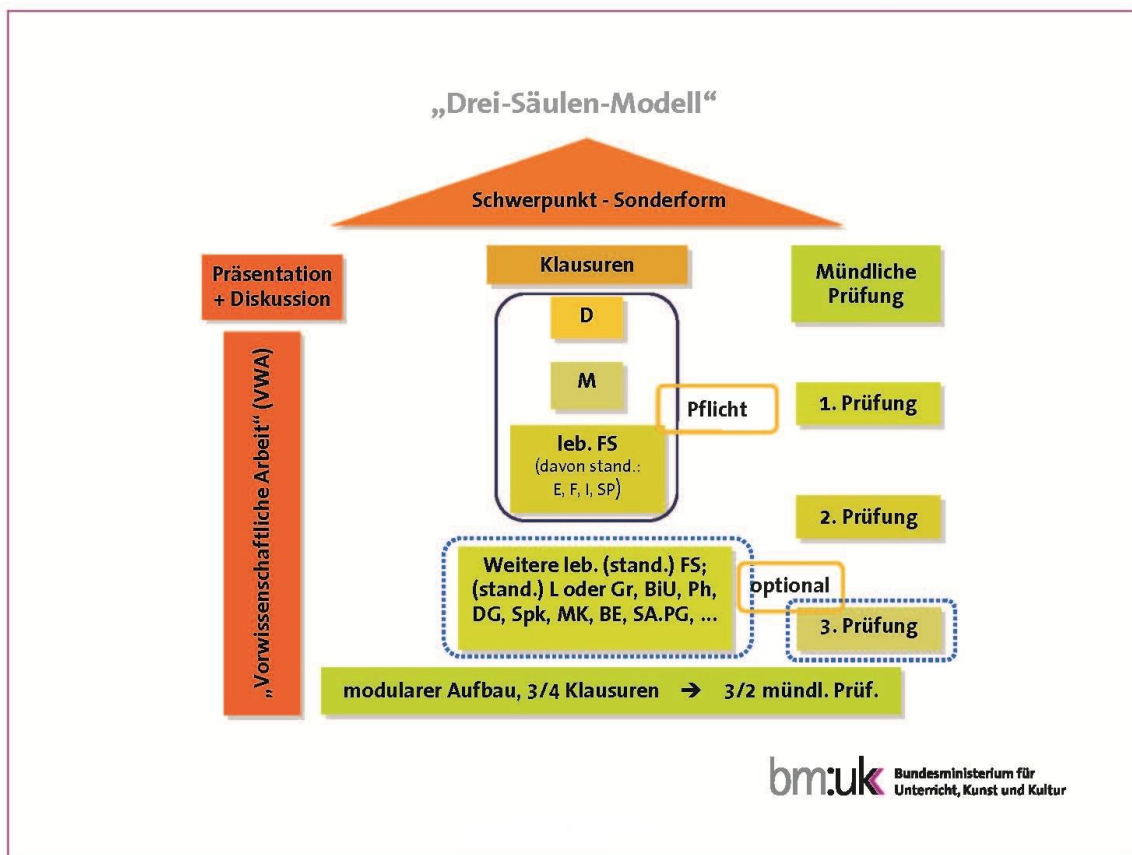 „Drei-Säulen-Modell“
Schwerpunkt - Sonderform
Präsentation
+ Diskussion
„Vorwissenschaftliche Arbeit“ (VWA)
Klausuren
D
M
leb. FS
(davon stand.:
E, F, I, SP)
Pflicht
Weitere leb. (stand.) FS;
(stand.) L oder Gr, BiU, Ph,
DG, Spk, MK, BE, SA.PG, ...
optional
Mündliche
Prüfung
1. Prüfung
2. Prüfung
3. Prüfung
modularer Aufbau, 3/4 Klausuren → 3/2 mündl. Prüf.
bm:uk
Bundesministerium für
Unterricht, Kunst und Kultur